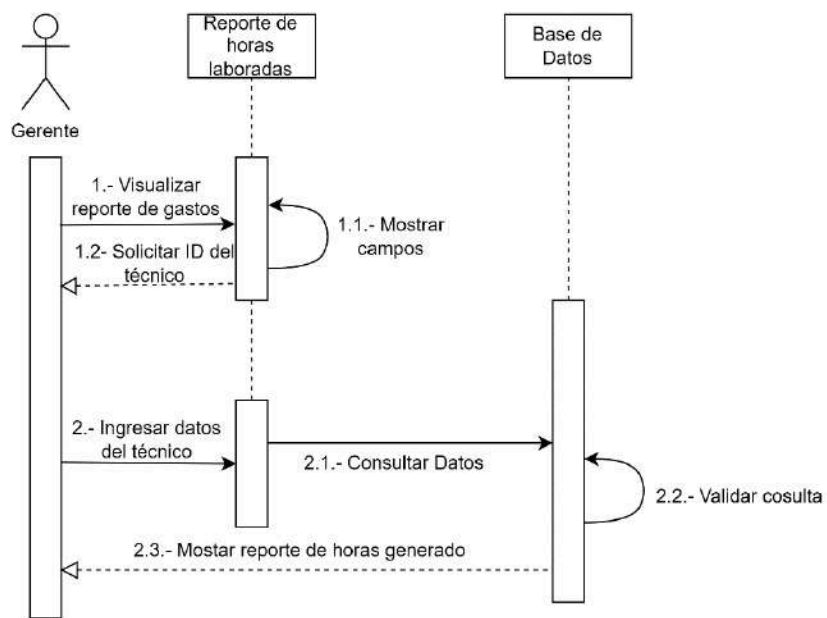 Reporte de
horas
laboradas
Base de
Datos
Gerente
1.- Visualizar
reporte de gastos
1.1.- Mostrar
campos
1.2- Solicitar ID del
técnico
2.- Ingresar datos
del técnico
2.1.- Consultar Datos
2.2.- Validar cosulta
2.3.- Mostar reporte de horas generado